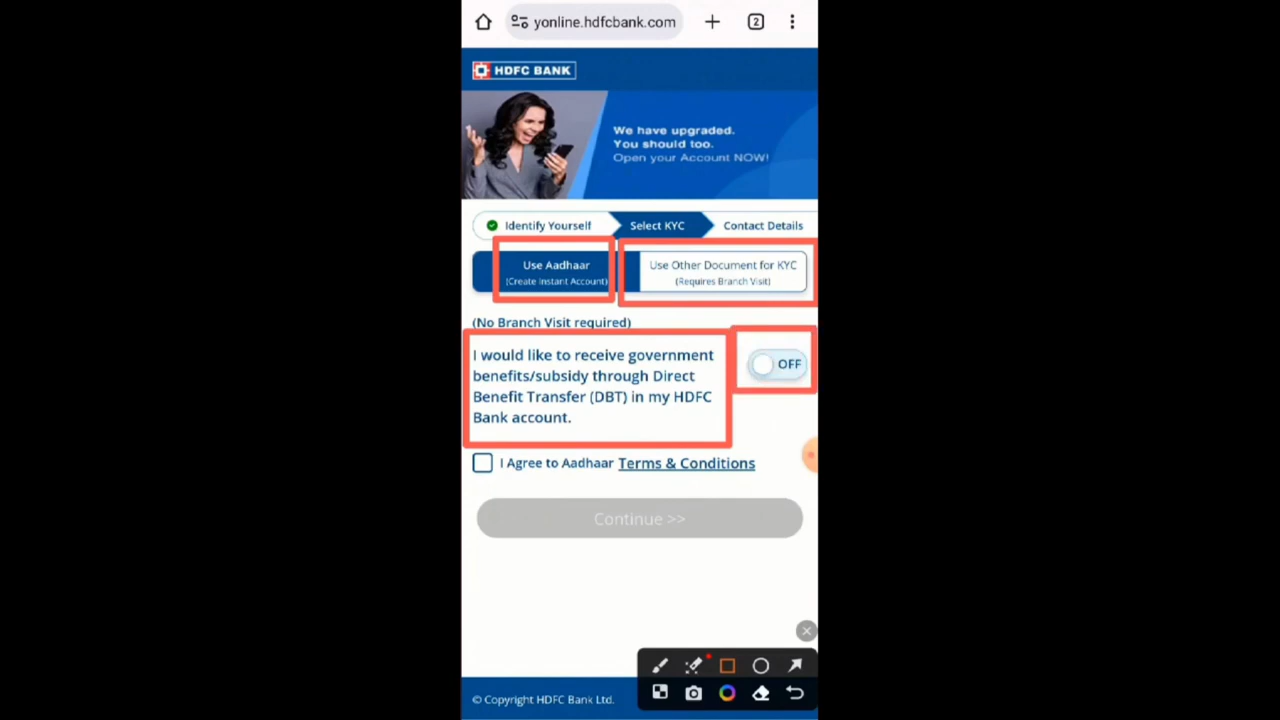 yonline.hdfcbank.com
2
HDFC BANK
We have upgraded.
You should too.
Open your Account NOW!
Identify Yourself
Select KYC
Contact Details
Use Aadhaar
(Create Instant Account)
Use Other Document for KYC
(Requires Branch Visit)
(No Branch Visit required)
I would like to receive government
benefits/subsidy through Direct
Benefit Transfer (DBT) in my HDFC
Bank account.
OFF
I Agree to Aadhaar Terms & Conditions
Continue >>
© Copyright HDFC Bank Ltd.